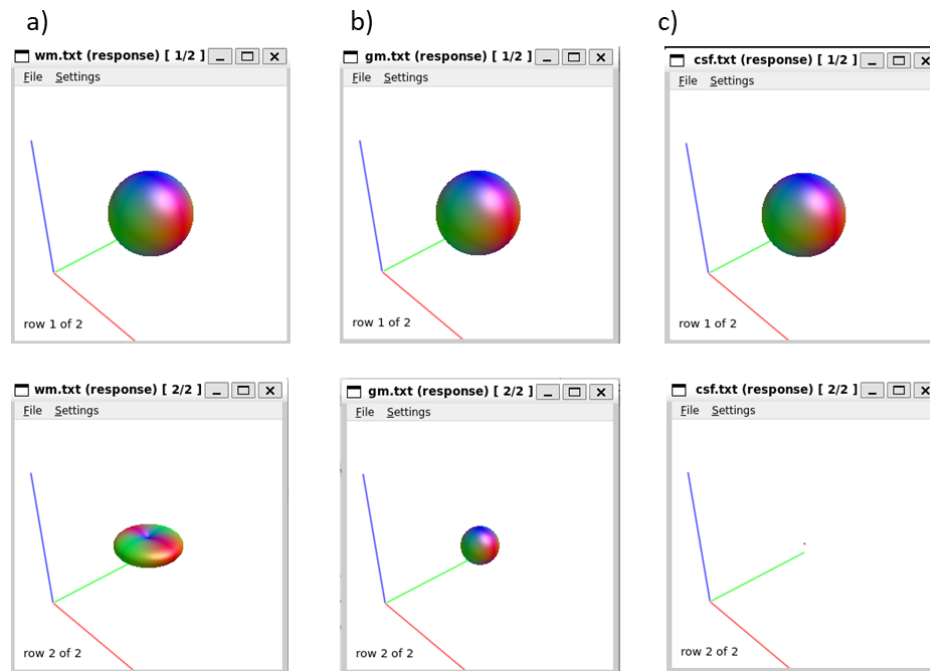 a)
b)
c)
wm.txt (response) [ 1/2 ]
File Settings
row 1 of 2
gm.txt (response) [ 1/2 ]
File Settings
row 1 of 2
csf.txt (response) [ 1/2 ]
File Settings
row 1 of 2
wm.txt (response) [ 2/2 ]
File Settings
row 2 of 2
gm.txt (response) [ 2/2 ]
File Settings
row 2 of 2
csf.txt (response) [ 2/2 ]
File Settings
row 2 of 2